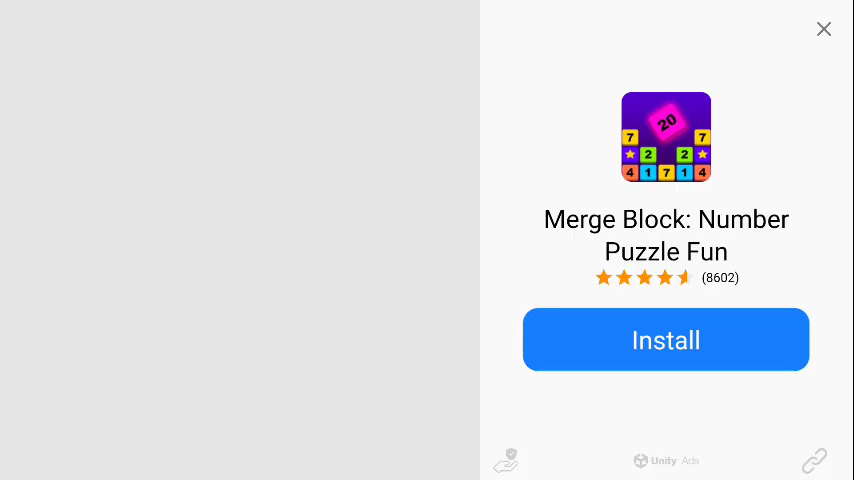 20
7 7
2 2
4 1 7 1 4
Merge Block: Number
Puzzle Fun
(8602)
Install
Unity Ads